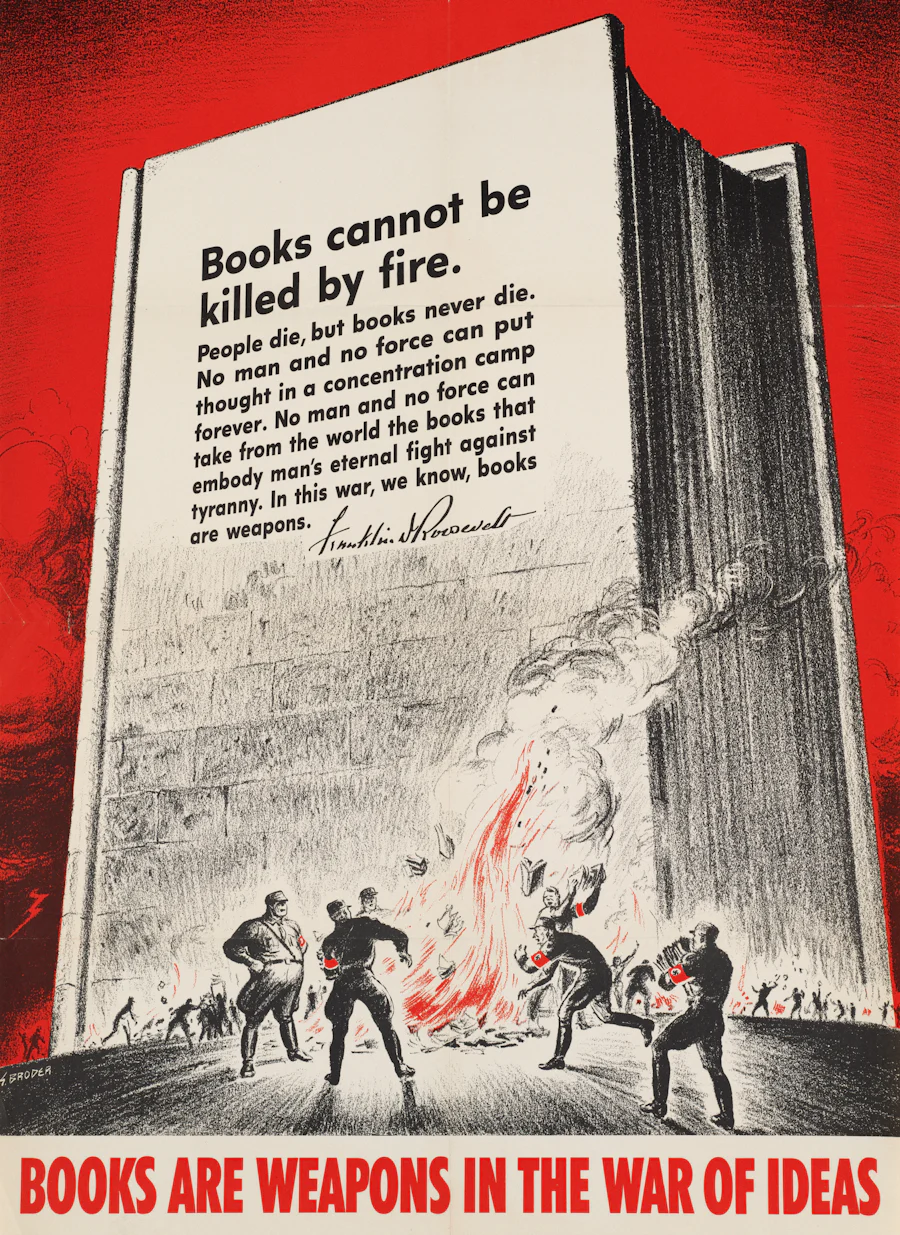 Books cannot be
killed by fire.
People die, but books never die.
No man and no force can put
thought in a concentration camp
forever. No man and no force can
take from the world the books that
embody man's eternal fight against
tyranny. In this war, we know, books
are weapons. Franklin D Roosevelt
S. BRODER
BOOKS ARE WEAPONS IN THE WAR OF IDEAS